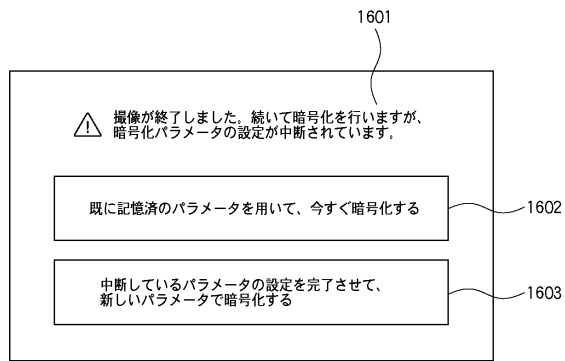 1601
撮像が終了しました。続いて暗号化を行いますが、
暗号化パラメータの設定が中断されています。
既に記憶済のパラメータを用いて、今すぐ暗号化する
1602
中断しているパラメータの設定を完了させて、
新しいパラメータで暗号化する
1603